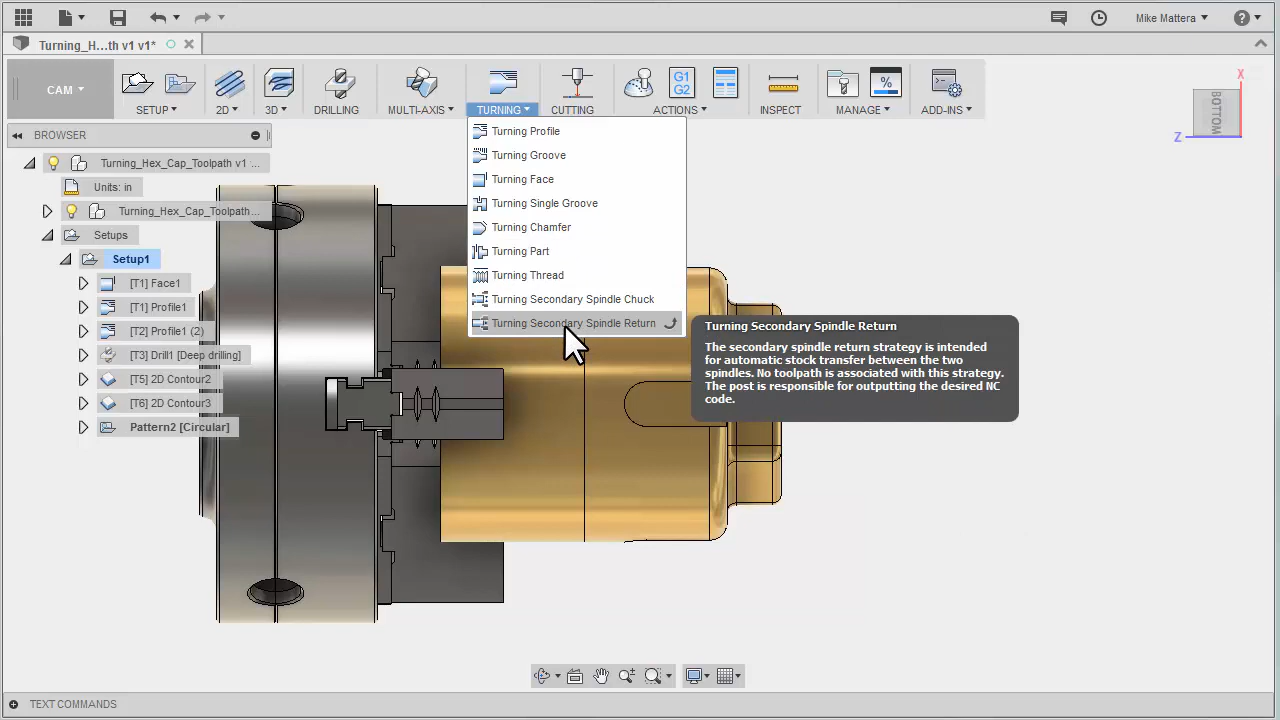 Mike Mattera
?
Turning_H...th v1 v1*
CAM
SETUP
2D
3D
DRILLING
MULTI-AXIS
TURNING
CUTTING
G1
G2
ACTIONS
INSPECT
%
MANAGE
ADD-INS
X
BOTTOM
Z
BROWSER
Turning_Hex_Cap_Toolpath v1 ...
Units: in
Turning_Hex_Cap_Toolpath...
Setups
Setup1
[T1] Face1
[T1] Profile1
[T2] Profile1 (2)
[T3] Drill1 [Deep drilling]
[T5] 2D Contour2
[T6] 2D Contour3
Pattern2 [Circular]
Turning Profile
Turning Groove
Turning Face
Turning Single Groove
Turning Chamfer
Turning Part
Turning Thread
Turning Secondary Spindle Chuck
Turning Secondary Spindle Return
Turning Secondary Spindle Return
The secondary spindle return strategy is intended
for automatic stock transfer between the two
spindles. No toolpath is associated with this strategy.
The post is responsible for outputting the desired NC
code.
TEXT COMMANDS